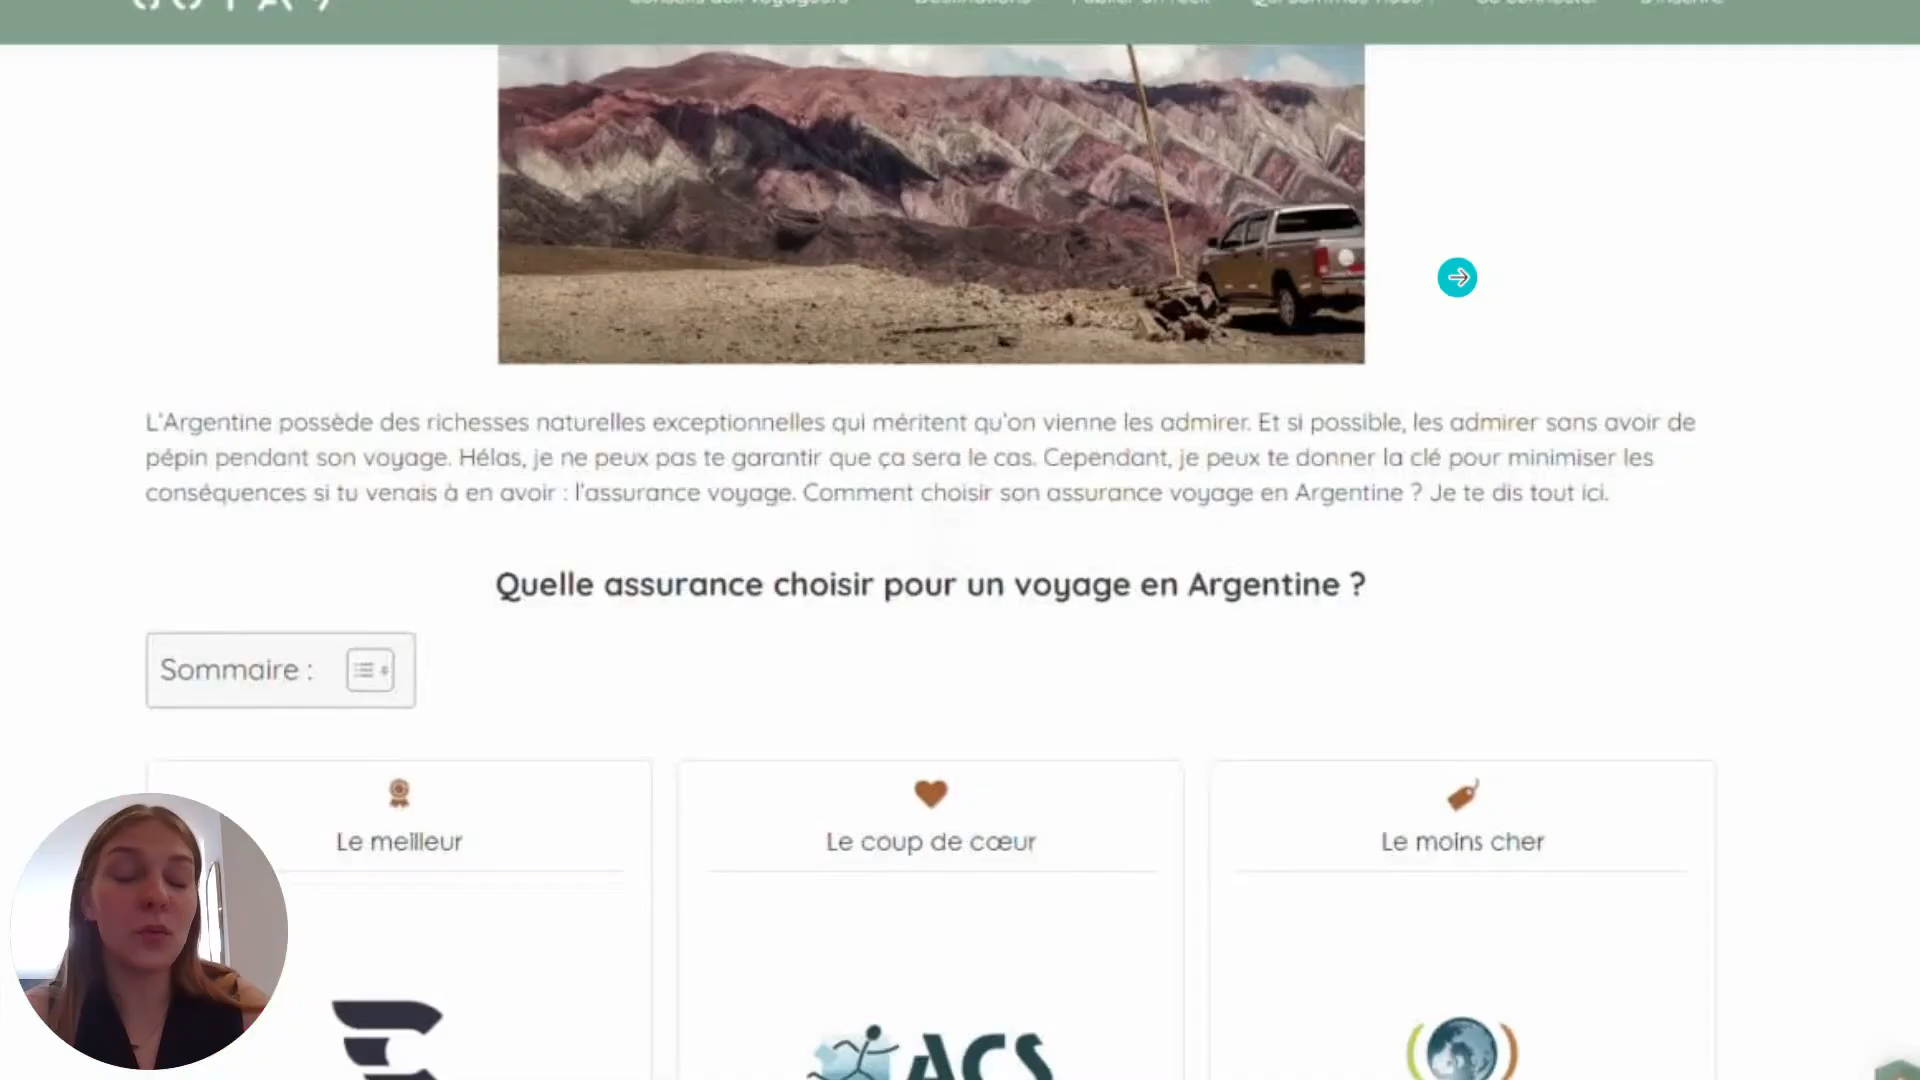 L'Argentine possède des richesses naturelles exceptionnelles qui méritent qu'on vienne les admirer. Et si possible, les admirer sans avoir de
pépin pendant son voyage. Hélas, je ne peux pas te garantir que ça sera le cas. Cependant, je peux te donner la clé pour minimiser les
conséquences si tu venais à en avoir : l'assurance voyage. Comment choisir son assurance voyage en Argentine ? Je te dis tout ici.
Quelle assurance choisir pour un voyage en Argentine ?
Sommaire :
Le meilleur
Le coup de cœur
Le moins cher
ACS